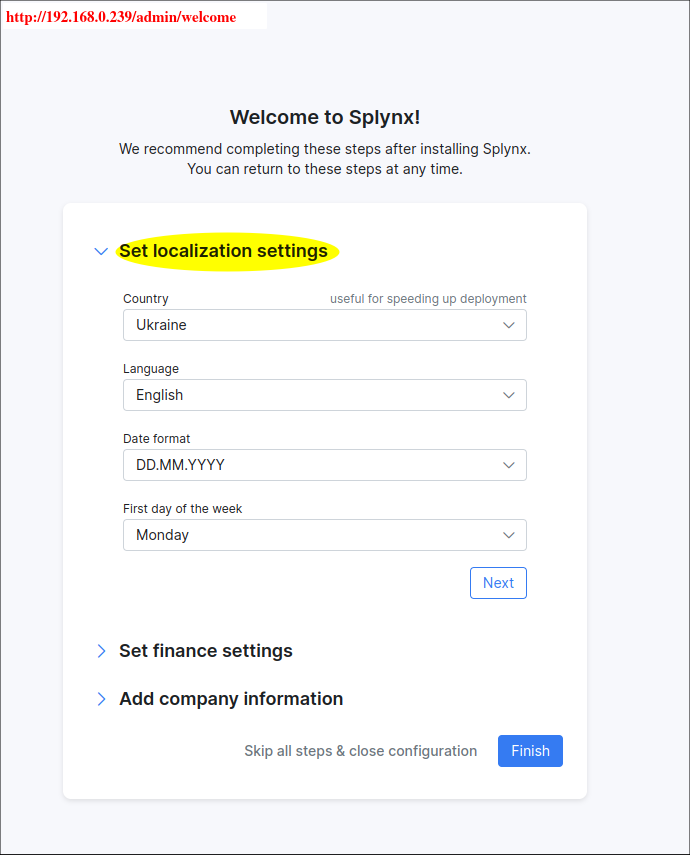 http://192.168.0.239/admin/welcome
Welcome to Splynx!
We recommend completing these steps after installing Splynx.
You can return to these steps at any time.
Set localization settings
Country useful for speeding up deployment
Ukraine
Language
English
Date format
DD.MM.YYYY
First day of the week
Monday
Next
Set finance settings
Add company information
Skip all steps & close configuration Finish